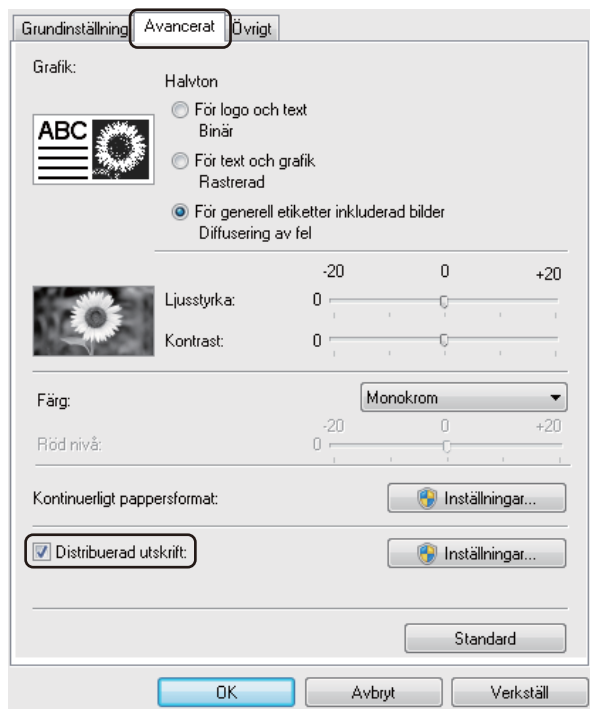 Grundinställning Avancerat Övrigt
Grafik:
Halvton
För logo och text
Binär
För text och grafik
Rastrerad
För generell etiketter inkluderad bilder
Diffusering av fel
ABC
-20 0 +20
Ljusstyrka: 0
Kontrast: 0
Färg: Monokrom
-20 0 +20
Röd nivå: 0
Kontinuerligt pappersformat: Inställningar...
Distribuerad utskrift: Inställningar...
Standard
OK Avbryt Verkställ